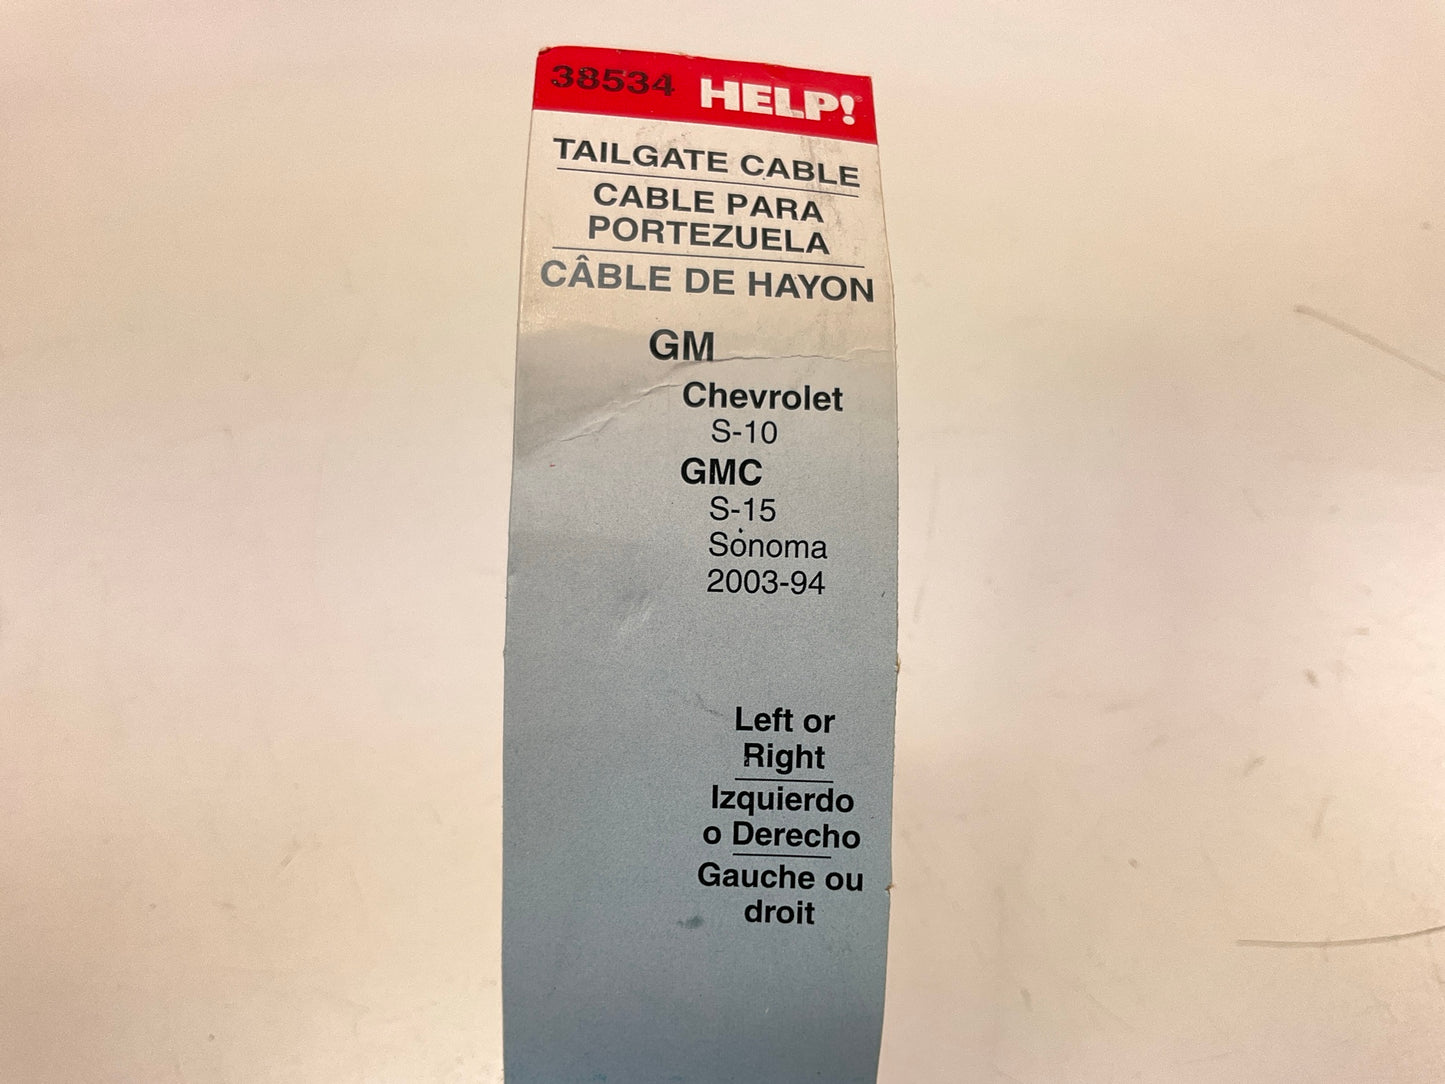 38534 HELP!
TAILGATE CABLE
CABLE PARA
PORTEZUELA
CÂBLE DE HAYON
GM
Chevrolet
S-10
GMC
S-15
Sonoma
2003-94
Left or
Right
Izquierdo
o Derecho
Gauche ou
droit